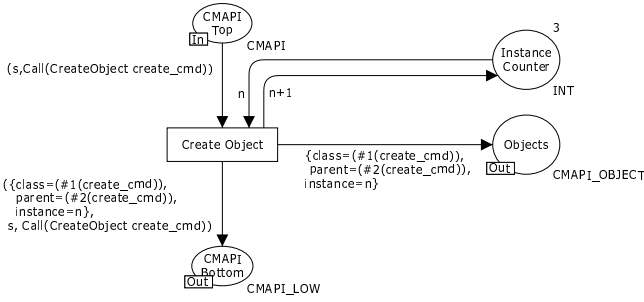 CMAPI
Top
In
CMAPI
(s,Call(CreateObject create_cmd))
3
Instance
Counter
INT
n
n+1
Create Object
Objects
Out
CMAPI_OBJECT
{class=(#1(create_cmd)),
parent=(#2(create_cmd)),
instance=n}
({class=(#1(create_cmd)),
parent=(#2(create_cmd)),
instance=n},
s, Call(CreateObject create_cmd))
CMAPI
Bottom
Out
CMAPI_LOW